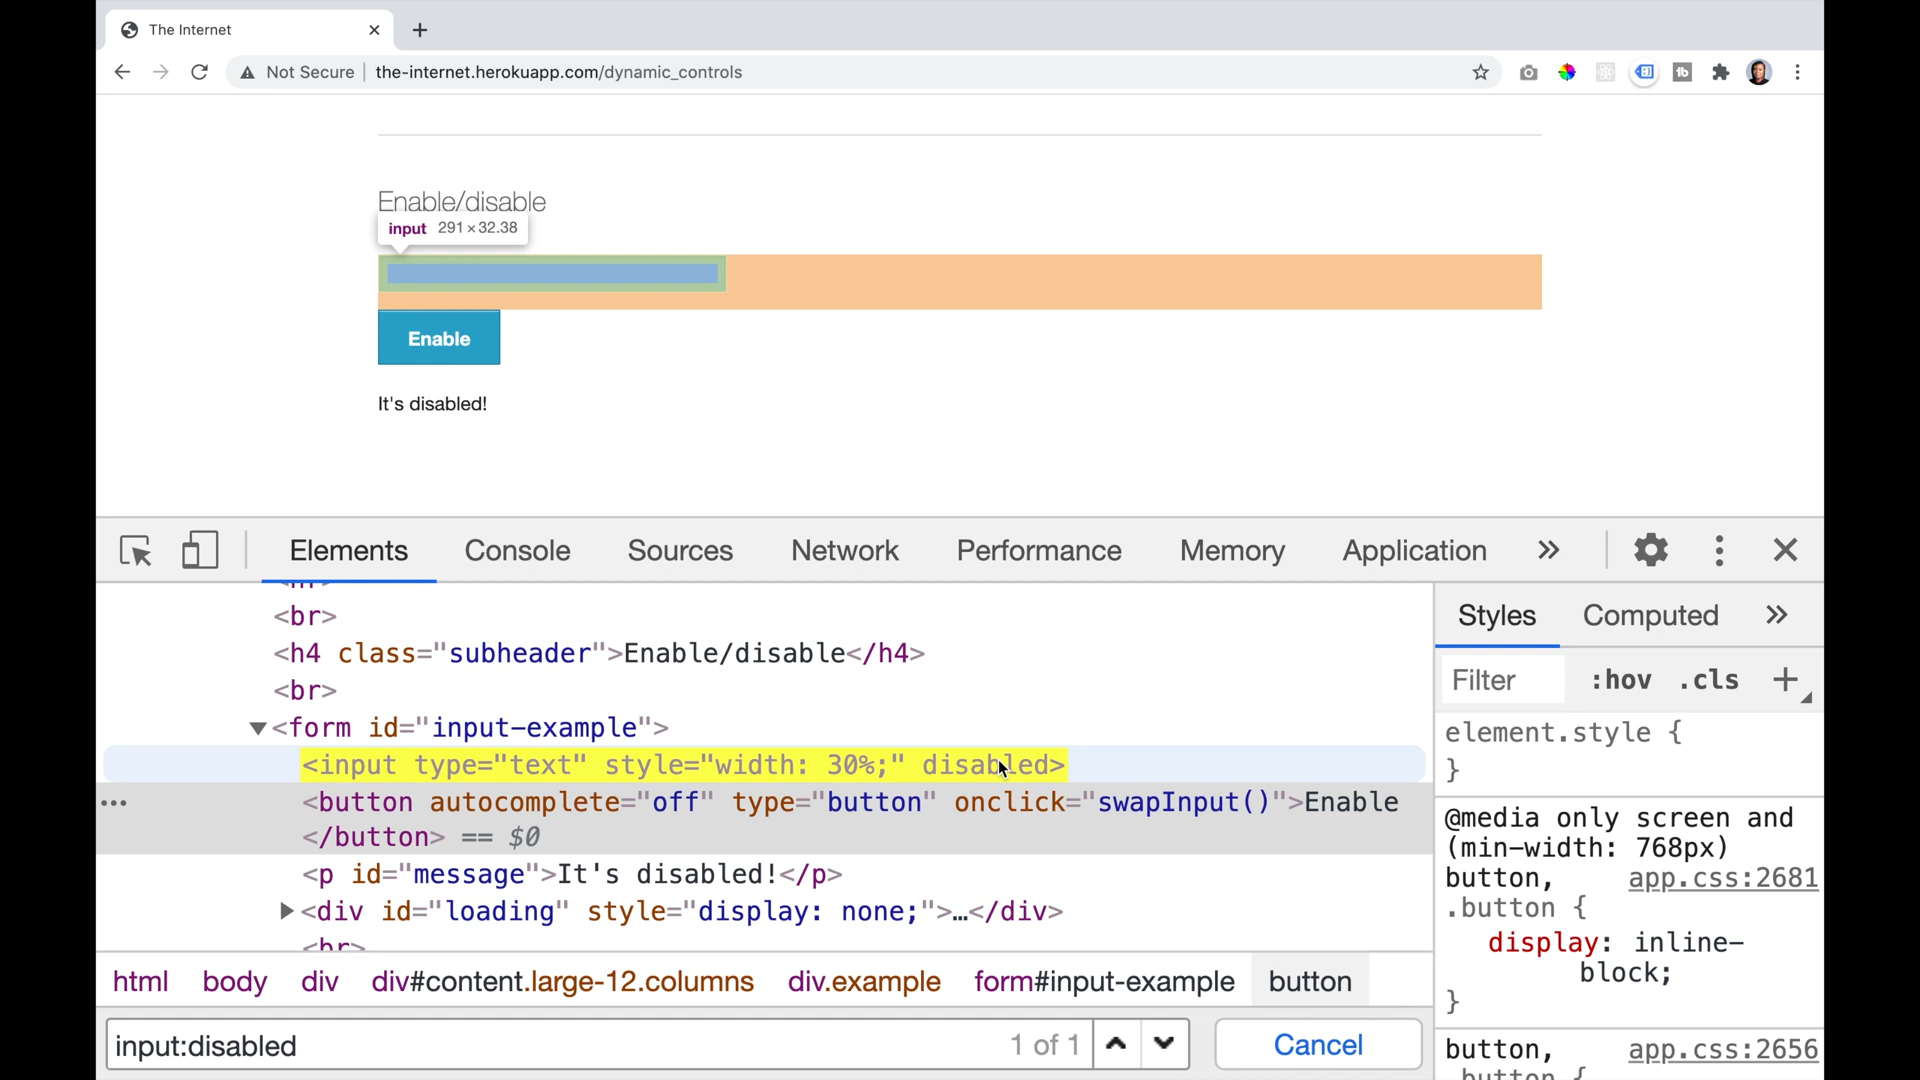 The Internet
Not Secure the-internet.herokuapp.com/dynamic_controls
Enable/disable
input 291 × 32.38
Enable
It's disabled!
Elements Console Sources Network Performance Memory Application
<br>
<h4 class="subheader">Enable/disable</h4>
<br>
<form id="input-example">
<input type="text" style="width: 30%;" disabled>
<button autocomplete="off" type="button" onclick="swapInput()">Enable
</button> == $0
<p id="message">It's disabled!</p>
<div id="loading" style="display: none;">…</div>
<br>
html body div div#content.large-12.columns div.example form#input-example button
input:disabled 1 of 1 Cancel
Styles Computed
Filter :hov .cls
element.style {
}
@media only screen and
(min-width: 768px)
button, app.css:2681
.button {
display: inline-
block;
}
button, app.css:2656
.button {